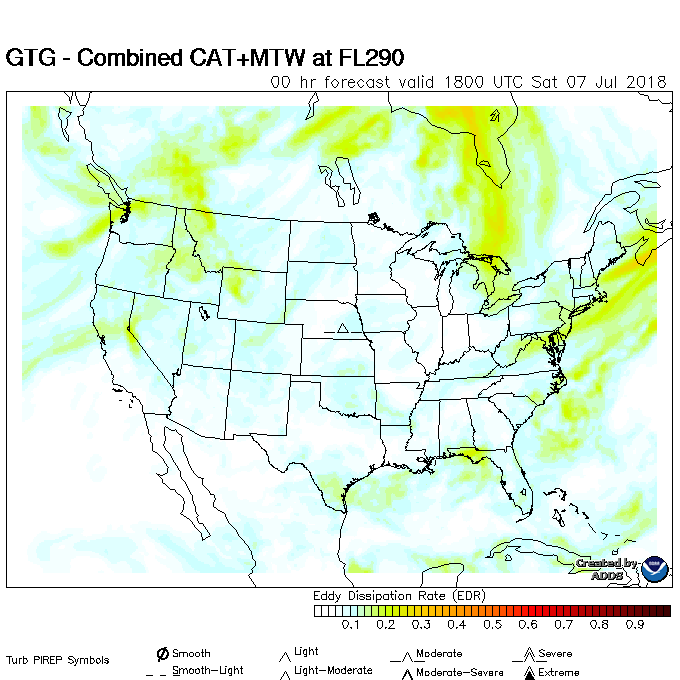 GTG - Combined CAT+MTW at FL290
00 hr forecast valid 1800 UTC Sat 07 Jul 2018
Created by
ADDS
Eddy Dissipation Rate (EDR)
0.1 0.2 0.3 0.4 0.5 0.6 0.7 0.8 0.9
Turb PIREP Symbols
Smooth Light Moderate Severe
Smooth-Light Light-Moderate Moderate-Severe Extreme